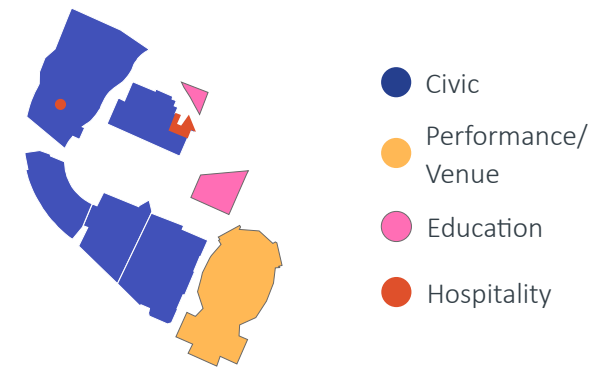 Civic
Performance/
Venue
Education
Hospitality